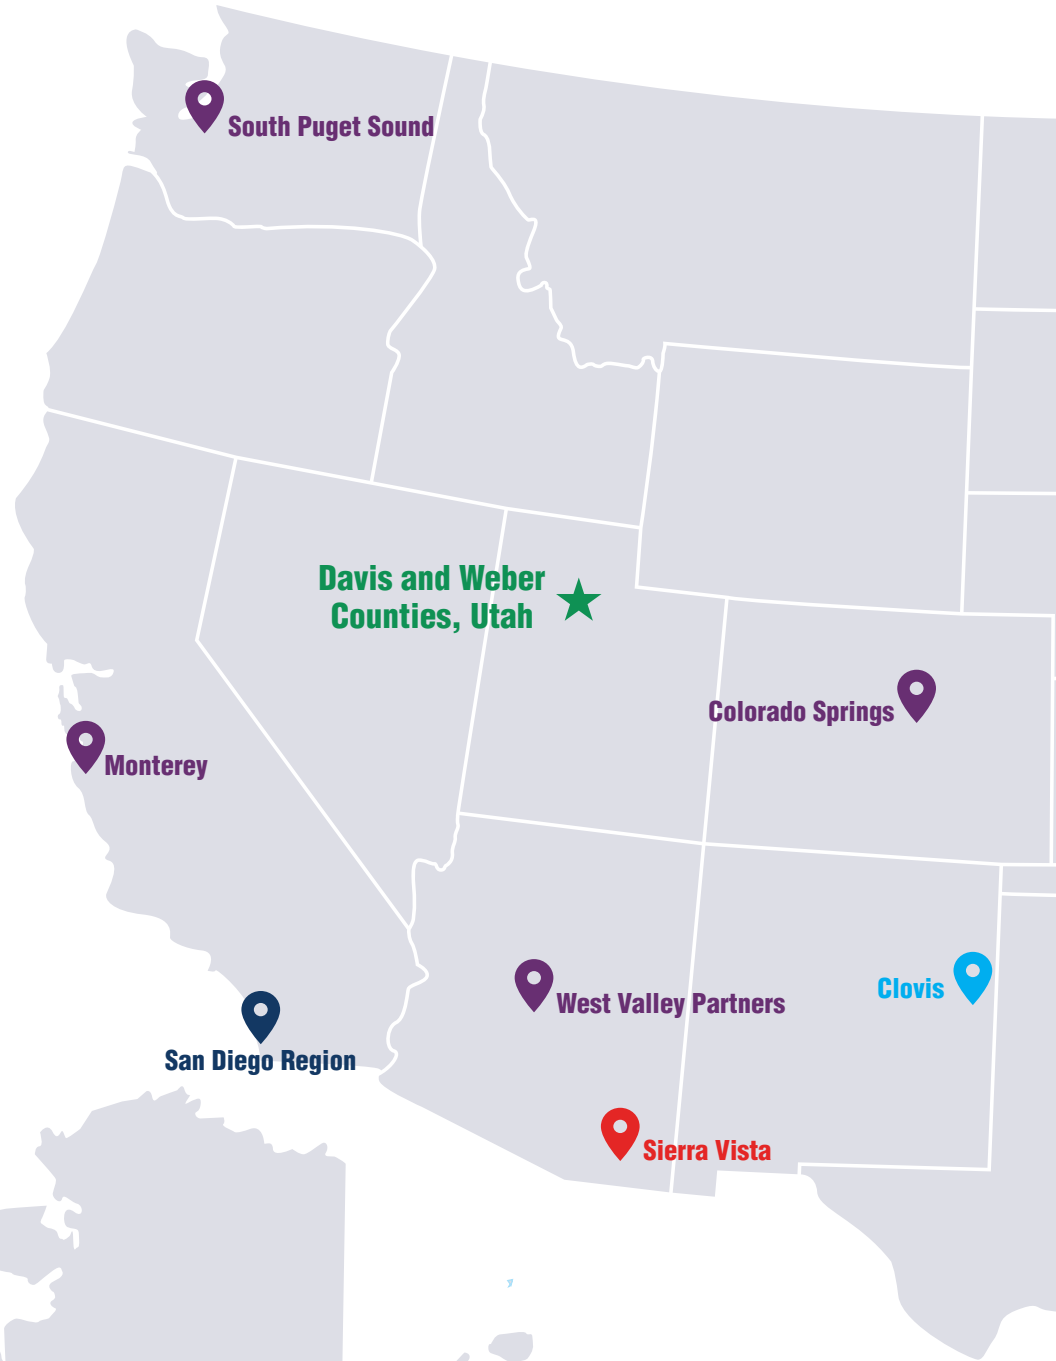 South Puget Sound
Davis and Weber
Counties, Utah
Colorado Springs
Monterey
Clovis
West Valley Partners
San Diego Region
Sierra Vista